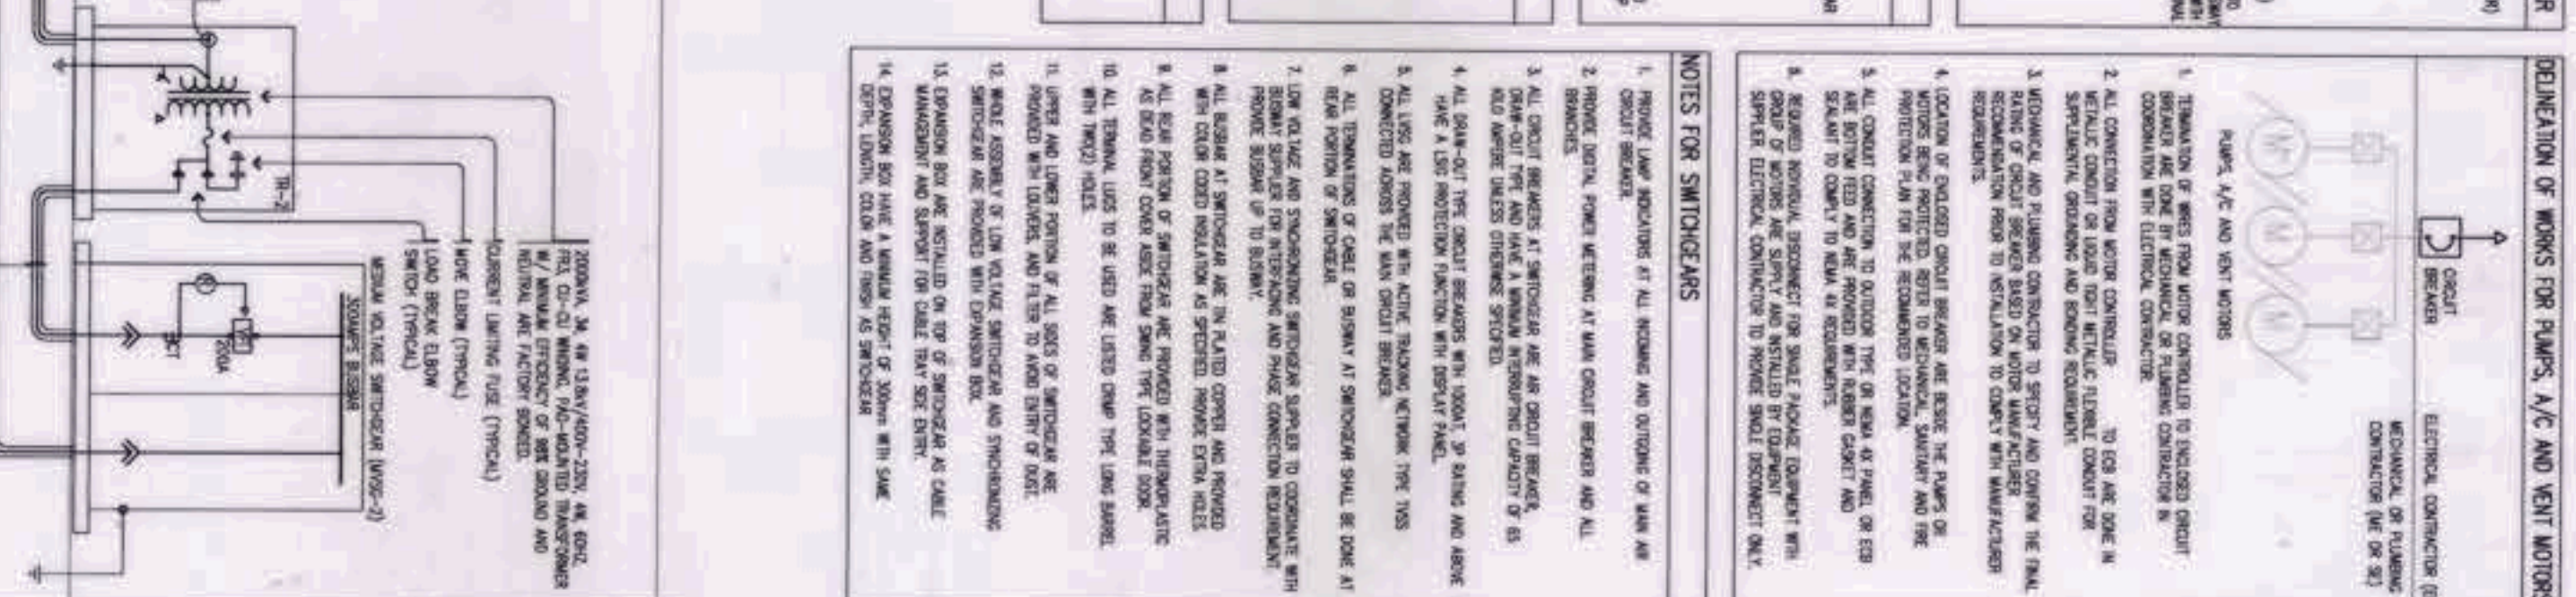 DELINEATION OF WORKS FOR PUMPS, A/C AND VENT MOTORS
ELECTRICAL CONTRACTOR
MECHANICAL OR PLUMBING
CONTRACTOR (ME OR SE)
CIRCUIT
BREAKER
M
M
M
PUMPS, A/C AND VENT MOTORS
1. TERMINATION OF WIRES FROM MOTOR CONTROLLER TO ENCLOSED CIRCUIT
BREAKER ARE DONE BY MECHANICAL OR PLUMBING CONTRACTOR IN
COORDINATION WITH ELECTRICAL CONTRACTOR.
2. ALL CONNECTION FROM MOTOR CONTROLLER TO ECB ARE DONE IN
METALLIC CONDUIT OR LIQUID TIGHT METALLIC FLEXIBLE CONDUIT FOR
SUPPLEMENTAL GROUNDING AND BONDING REQUIREMENT.
3. MECHANICAL AND PLUMBING CONTRACTOR TO SPECIFY AND CONFIRM THE FINAL
RATING OF CIRCUIT BREAKER BASED ON MOTOR MANUFACTURER
RECOMMENDATION PRIOR TO INSTALLATION TO COMPLY WITH MANUFACTURER
REQUIREMENTS.
4. LOCATION OF ENCLOSED CIRCUIT BREAKER ARE BESIDE THE PUMPS OR
MOTORS BEING PROTECTED. REFER TO MECHANICAL, SANITARY AND FIRE
PROTECTION PLAN FOR THE RECOMMENDED LOCATION.
5. ALL CONDUIT CONNECTION TO OUTDOOR TYPE OR NEMA 4X PANEL OR ECB
ARE BOTTOM FEED AND ARE PROVIDED WITH RUBBER GASKET AND
SEALANT TO COMPLY TO NEMA 4X REQUIREMENTS.
6. REQUIRED INDIVIDUAL DISCONNECT FOR SINGLE PACKAGE EQUIPMENT WITH
GROUP OF MOTORS ARE SUPPLY AND INSTALLED BY EQUIPMENT
SUPPLIER. ELECTRICAL CONTRACTOR TO PROVIDE SINGLE DISCONNECT ONLY.
NOTES FOR SWITCHGEARS
1. PROVIDE LAMP INDICATORS AT ALL INCOMING AND OUTGOING OF MAIN AIR
CIRCUIT BREAKER.
2. PROVIDE DIGITAL POWER METERING AT MAIN CIRCUIT BREAKER AND ALL
BRANCHES.
3. ALL CIRCUIT BREAKERS AT SWITCHGEAR ARE AIR CIRCUIT BREAKER,
DRAW-OUT TYPE AND HAVE A MINIMUM INTERRUPTING CAPACITY OF 65
KILO AMPERE UNLESS OTHERWISE SPECIFIED.
4. ALL DRAW-OUT TYPE CIRCUIT BREAKERS WITH 1000AT, 3P RATING AND ABOVE
HAVE A LSIG PROTECTION FUNCTION WITH DISPLAY PANEL.
5. ALL LVSG ARE PROVIDED WITH ACTIVE TRACKING NETWORK TYPE TVSS
CONNECTED ACROSS THE MAIN CIRCUIT BREAKER.
6. ALL TERMINATIONS OF CABLE OR BUSWAY AT SWITCHGEAR SHALL BE DONE AT
REAR PORTION OF SWITCHGEAR.
7. LOW VOLTAGE AND SYNCHRONIZING SWITCHGEAR SUPPLIER TO COORDINATE WITH
BUSWAY SUPPLIER FOR INTERFACING AND PHASE CONNECTION REQUIREMENT.
PROVIDE BUSBAR UP TO BUSWAY.
8. ALL BUSBAR AT SWITCHGEAR ARE TIN PLATED COPPER AND PROVIDED
WITH COLOR CODED INSULATION AS SPECIFIED. PROVIDE EXTRA HOLES.
9. ALL REAR PORTION OF SWITCHGEAR ARE PROVIDED WITH THERMOPLASTIC
AS DEAD FRONT COVER ASIDE FROM SWING TYPE LOCKABLE DOOR.
10. ALL TERMINAL LUGS TO BE USED ARE LISTED CRIMP TYPE LONG BARREL
WITH TWO(2) HOLES.
11. UPPER AND LOWER PORTION OF ALL SIDES OF SWITCHGEAR ARE
PROVIDED WITH LOUVERS, AND FILTER TO AVOID ENTRY OF DUST.
12. WHOLE ASSEMBLY OF LOW VOLTAGE SWITCHGEAR AND SYNCHRONIZING
SWITCHGEAR ARE PROVIDED WITH EXPANSION BOX.
13. EXPANSION BOX ARE INSTALLED ON TOP OF SWITCHGEAR AS CABLE
MANAGEMENT AND SUPPORT FOR CABLE TRAY SIDE ENTRY.
14. EXPANSION BOX HAVE A MINIMUM HEIGHT OF 300mm WITH SAME
DEPTH, LENGTH, COLOR AND FINISH AS SWITCHGEAR
2000kVA, 3Ø, 4W 13.8kV/400V-230V, 4W, 60HZ,
FR3, CU-CU WINDING, PAD-MOUNTED TRANSFORMER
W/ MINIMUM EFFICIENCY OF 98% GROUND AND
NEUTRAL ARE FACTORY BONDED.
CURRENT LIMITING FUSE (TYPICAL)
MOVE ELBOW (TYPICAL)
LOAD BREAK ELBOW
SWITCH (TYPICAL)
TR-2
MEDIUM VOLTAGE SWITCHGEAR (MVSG-2)
300AMPS BUSBAR
200A
3CT